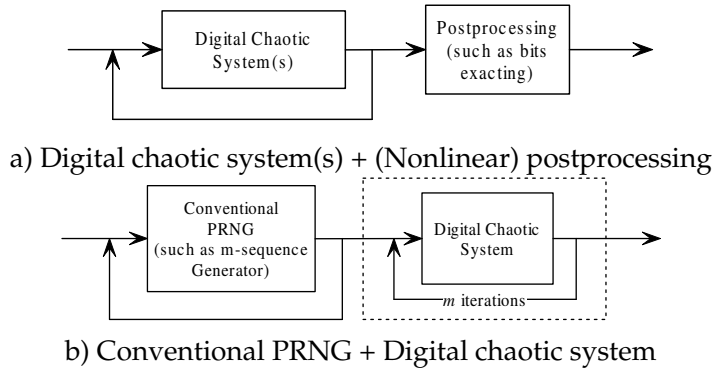 Digital Chaotic
System(s)
Postprocessing
(such as bits
exacting)
a) Digital chaotic system(s) + (Nonlinear) postprocessing
Conventional
PRNG
(such as m-sequence
Generator)
Digital Chaotic
System
m iterations
b) Conventional PRNG + Digital chaotic system